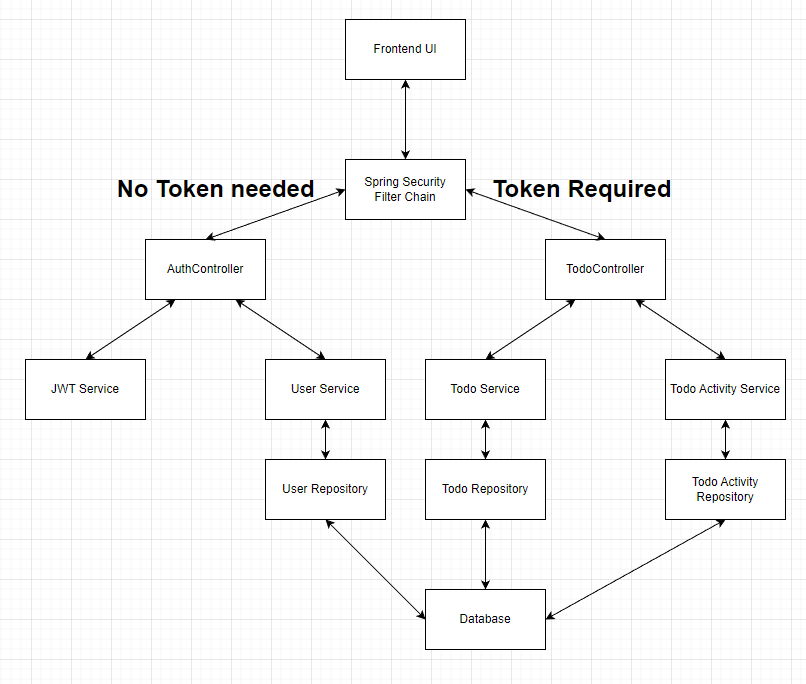 Frontend UI
Spring Security
Filter Chain
No Token needed
Token Required
AuthController
TodoController
JWT Service
User Service
Todo Service
Todo Activity Service
User Repository
Todo Repository
Todo Activity
Repository
Database